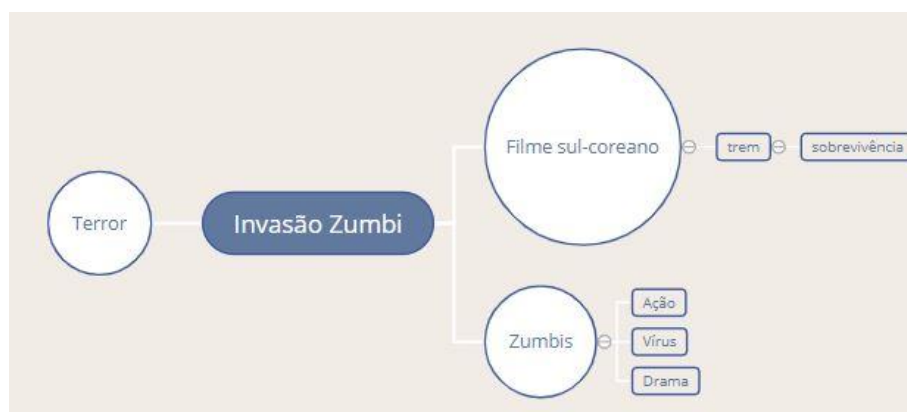 Terror
Invasão Zumbi
Filme sul-coreano
trem
sobrevivência
Zumbis
Ação
Vírus
Drama